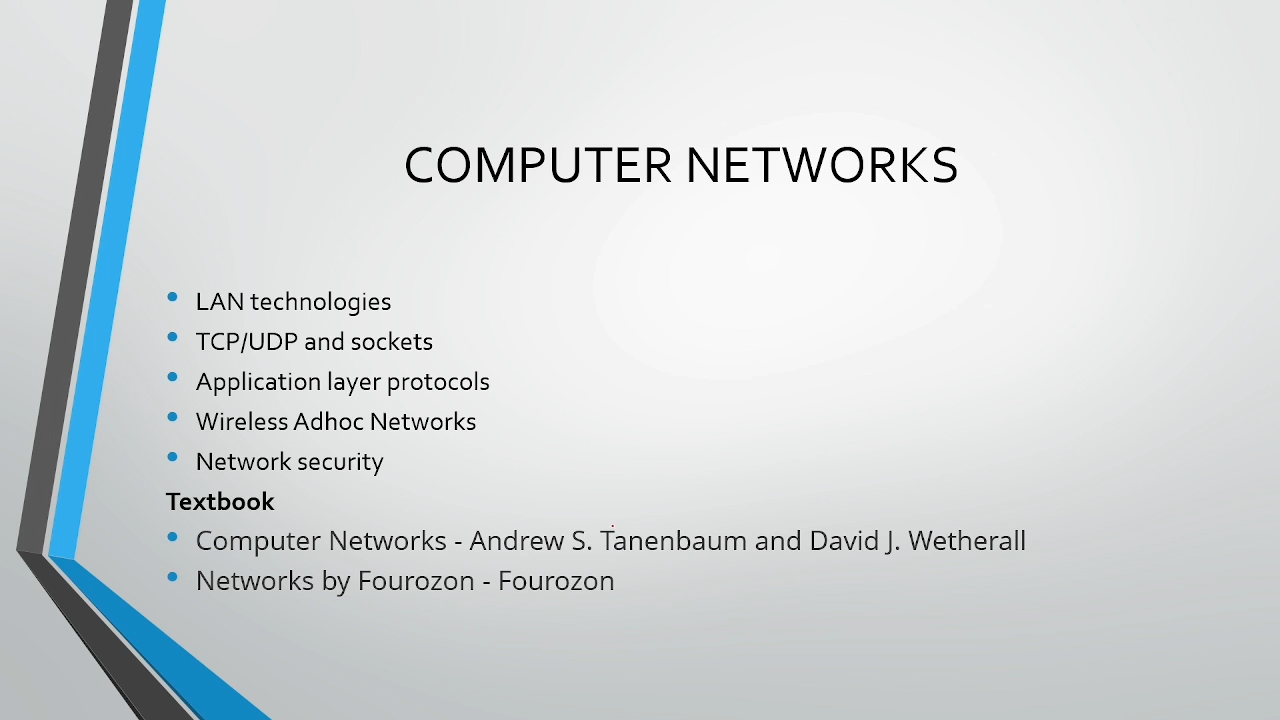 COMPUTER NETWORKS
• LAN technologies
• TCP/UDP and sockets
• Application layer protocols
• Wireless Adhoc Networks
• Network security
Textbook
• Computer Networks - Andrew S. Tanenbaum and David J. Wetherall
• Networks by Fourozon - Fourozon